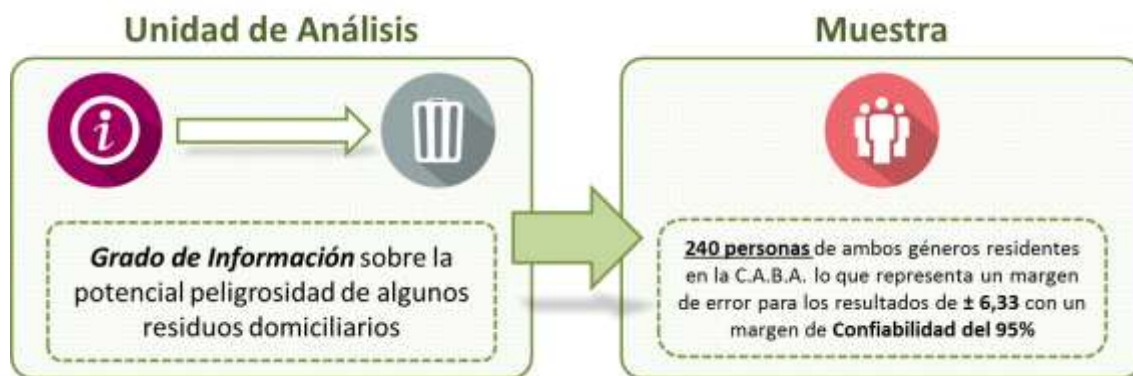 Unidad de Análisis
i
Grado de Información sobre la
potencial peligrosidad de algunos
residuos domiciliarios
Muestra
240 personas de ambos géneros residentes
en la C.A.B.A. lo que representa un margen
de error para los resultados de ± 6,33 con un
margen de Confiabilidad del 95%